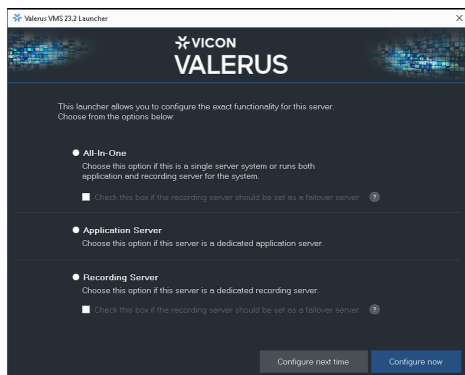 Valerus VMS 23.2 Launcher
VICON
VALERUS
This launcher allows you to configure the exact functionality for this server.
Choose from the options below:
All-In-One
Choose this option if this is a single server system or runs both
application and recording server for the system.
Check this box if the recording server should be set as a failover server
?
Application Server
Choose this option if this server is a dedicated application server.
Recording Server
Choose this option if this server is a dedicated recording server.
Check this box if the recording server should be set as a failover server
?
Configure next time
Configure now